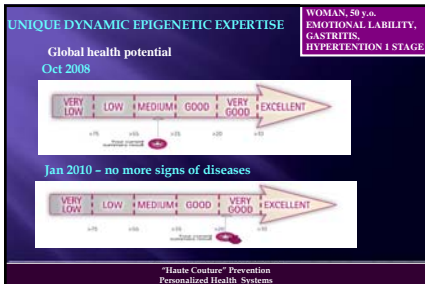 UNIQUE DYNAMIC EPIGENETIC EXPERTISE
WOMAN, 50 y.o.
EMOTIONAL LABILITY,
GASTRITIS,
HYPERTENTION 1 STAGE
Global health potential
Oct 2008
VERY LOW LOW MEDIUM GOOD VERY GOOD EXCELLENT
Jan 2010 – no more signs of diseases
VERY LOW LOW MEDIUM GOOD VERY GOOD EXCELLENT
"Haute Couture" Prevention
Personalized Health Systems